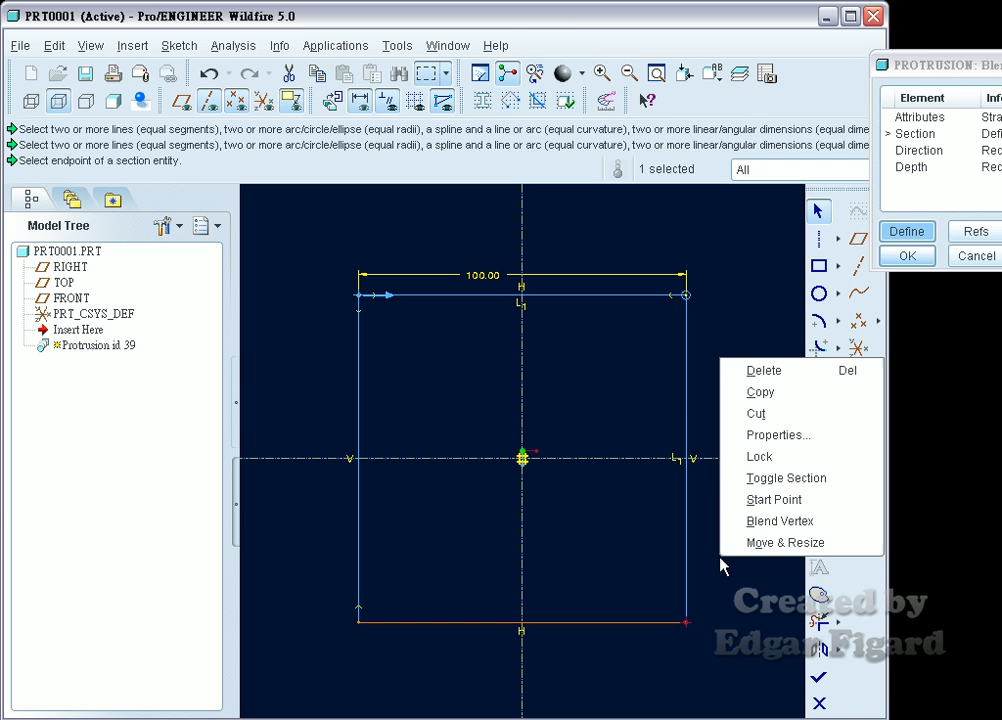 PRT0001 (Active) - Pro/ENGINEER Wildfire 5.0
File Edit View Insert Sketch Analysis Info Applications Tools Window Help
Select two or more lines (equal segments), two or more arc/circle/ellipse (equal radii), a spline and a line or arc (equal curvature), two or more linear/angular dimensions (equal dime
Select two or more lines (equal segments), two or more arc/circle/ellipse (equal radii), a spline and a line or arc (equal curvature), two or more linear/angular dimensions (equal dime
Select endpoint of a section entity.
1 selected
All
Model Tree
PRT0001.PRT
RIGHT
TOP
FRONT
PRT_CSYS_DEF
Insert Here
Protrusion id 39
100.00
H
L1
V
L1 V
H
Delete Del
Copy
Cut
Properties...
Lock
Toggle Section
Start Point
Blend Vertex
Move & Resize
PROTRUSION: Ble
Element Info
Attributes Stra
> Section Defi
Direction Rec
Depth Rec
Define Refs
OK Cancel
Created by
Edgar Figard